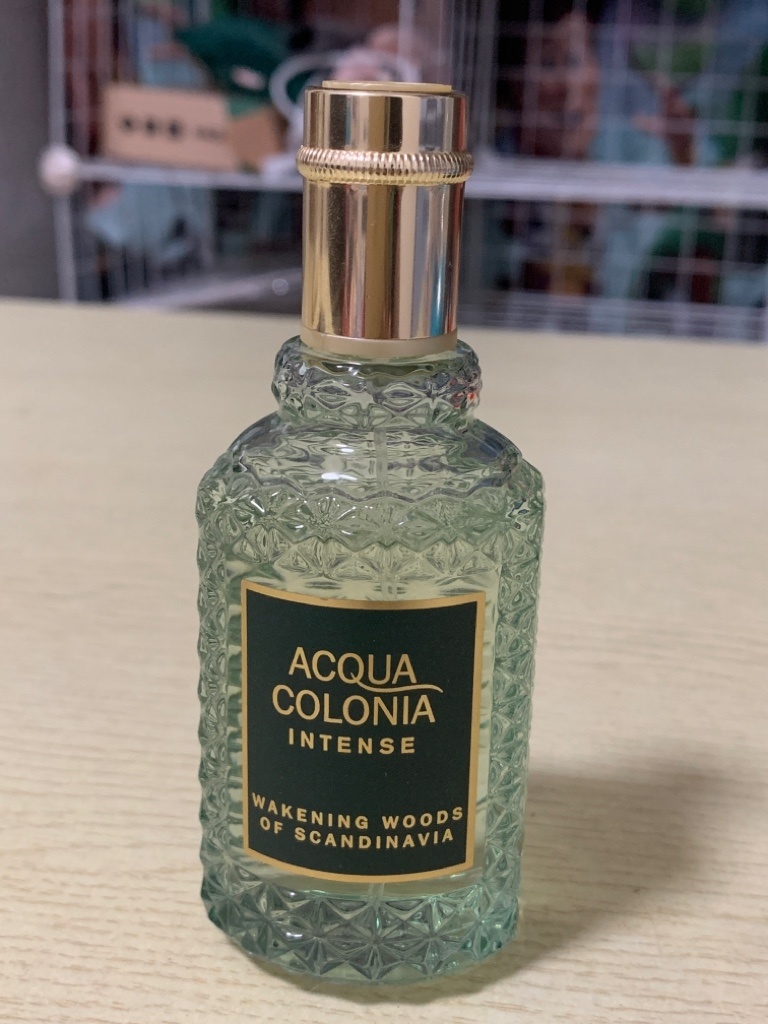 ACQUA
COLONIA
INTENSE
WAKENING WOODS
OF SCANDINAVIA